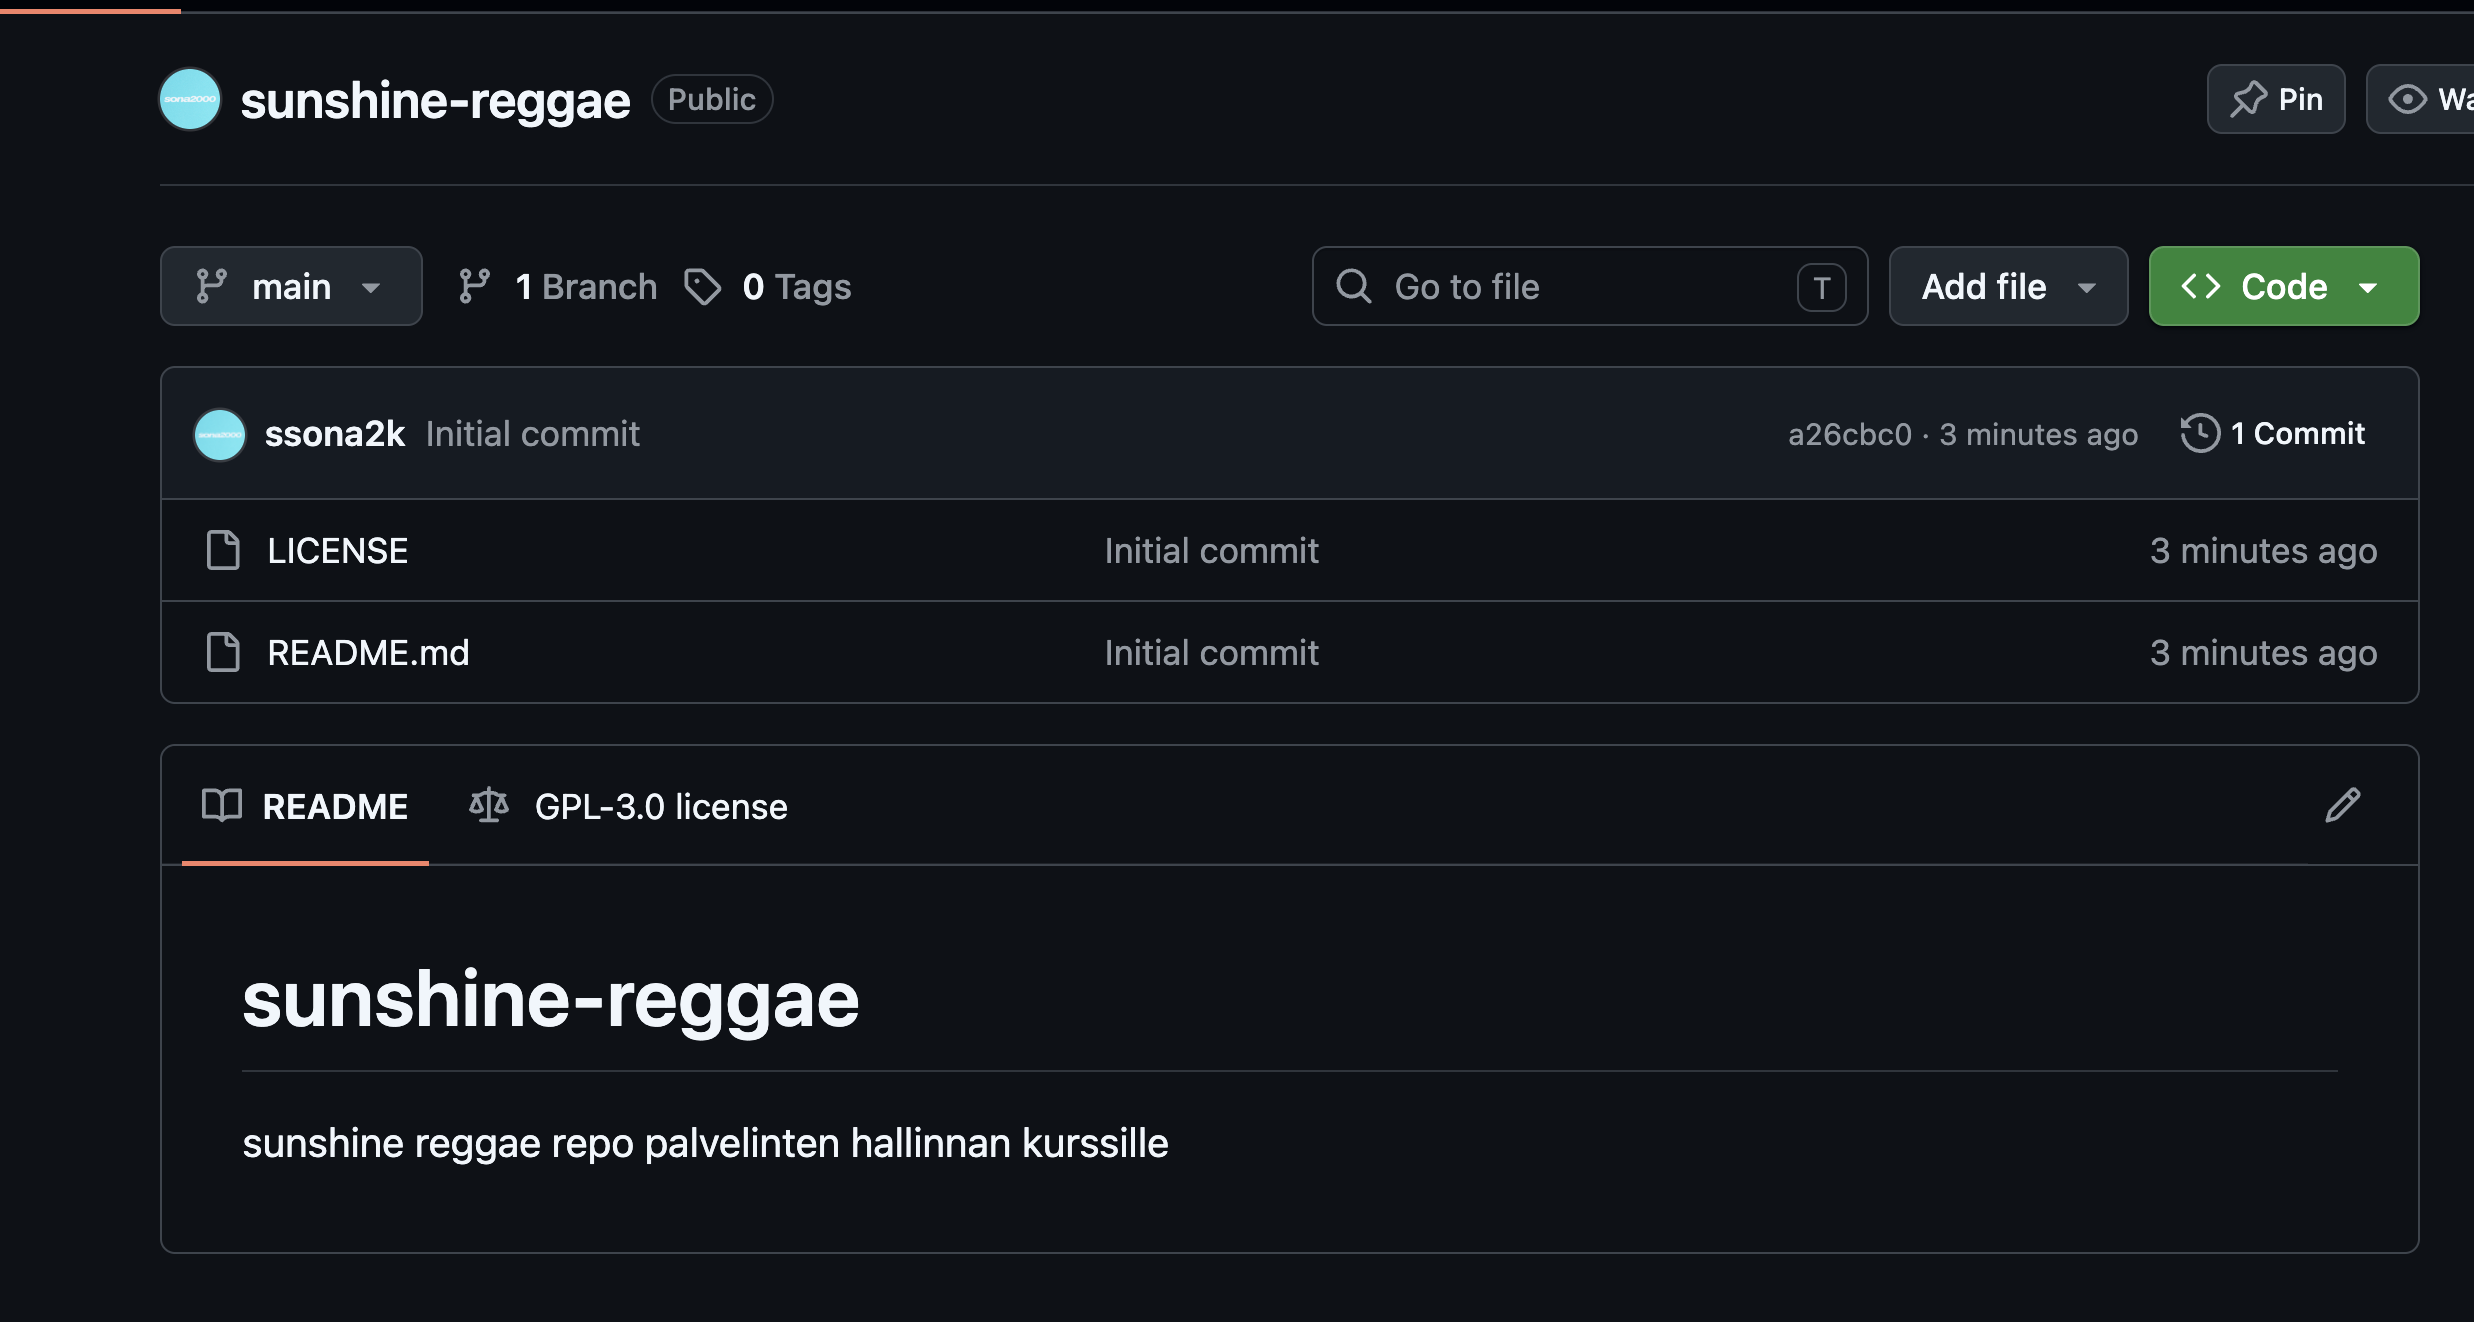 sona2000 sunshine-reggae Public Pin
main 1 Branch 0 Tags Go to file T Add file Code
ssona2k Initial commit a26cbc0 · 3 minutes ago 1 Commit
LICENSE Initial commit 3 minutes ago
README.md Initial commit 3 minutes ago
README GPL-3.0 license
sunshine-reggae
sunshine reggae repo palvelinten hallinnan kurssille